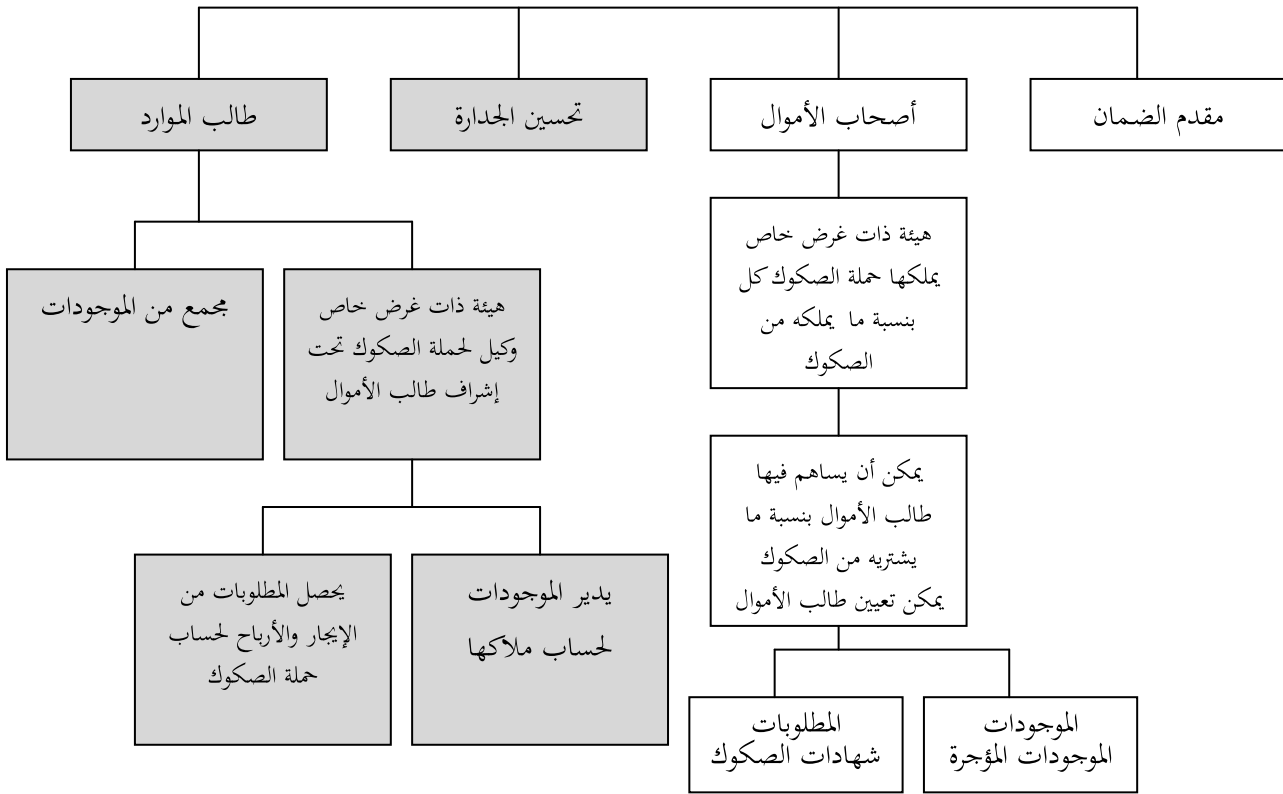 مقدم الضمان
أصحاب الأموال
تحسين الجدارة
طالب الموارد
هيئة ذات غرض خاص
يملكها حملة الصكوك كل
بنسبة ما يملكه من
الصكوك
هيئة ذات غرض خاص
وكيل لحملة الصكوك تحت
إشراف طالب الأموال
مجمع من الموجودات
يمكن أن يساهم فيها
طالب الأموال بنسبة ما
يشتريه من الصكوك
يمكن تعيين طالب الأموال
يدير الموجودات
لحساب ملاكها
يحصل المطلوبات من
الإيجار والأرباح لحساب
حملة الصكوك
الموجودات
الموجودات المؤجرة
المطلوبات
شهادات الصكوك